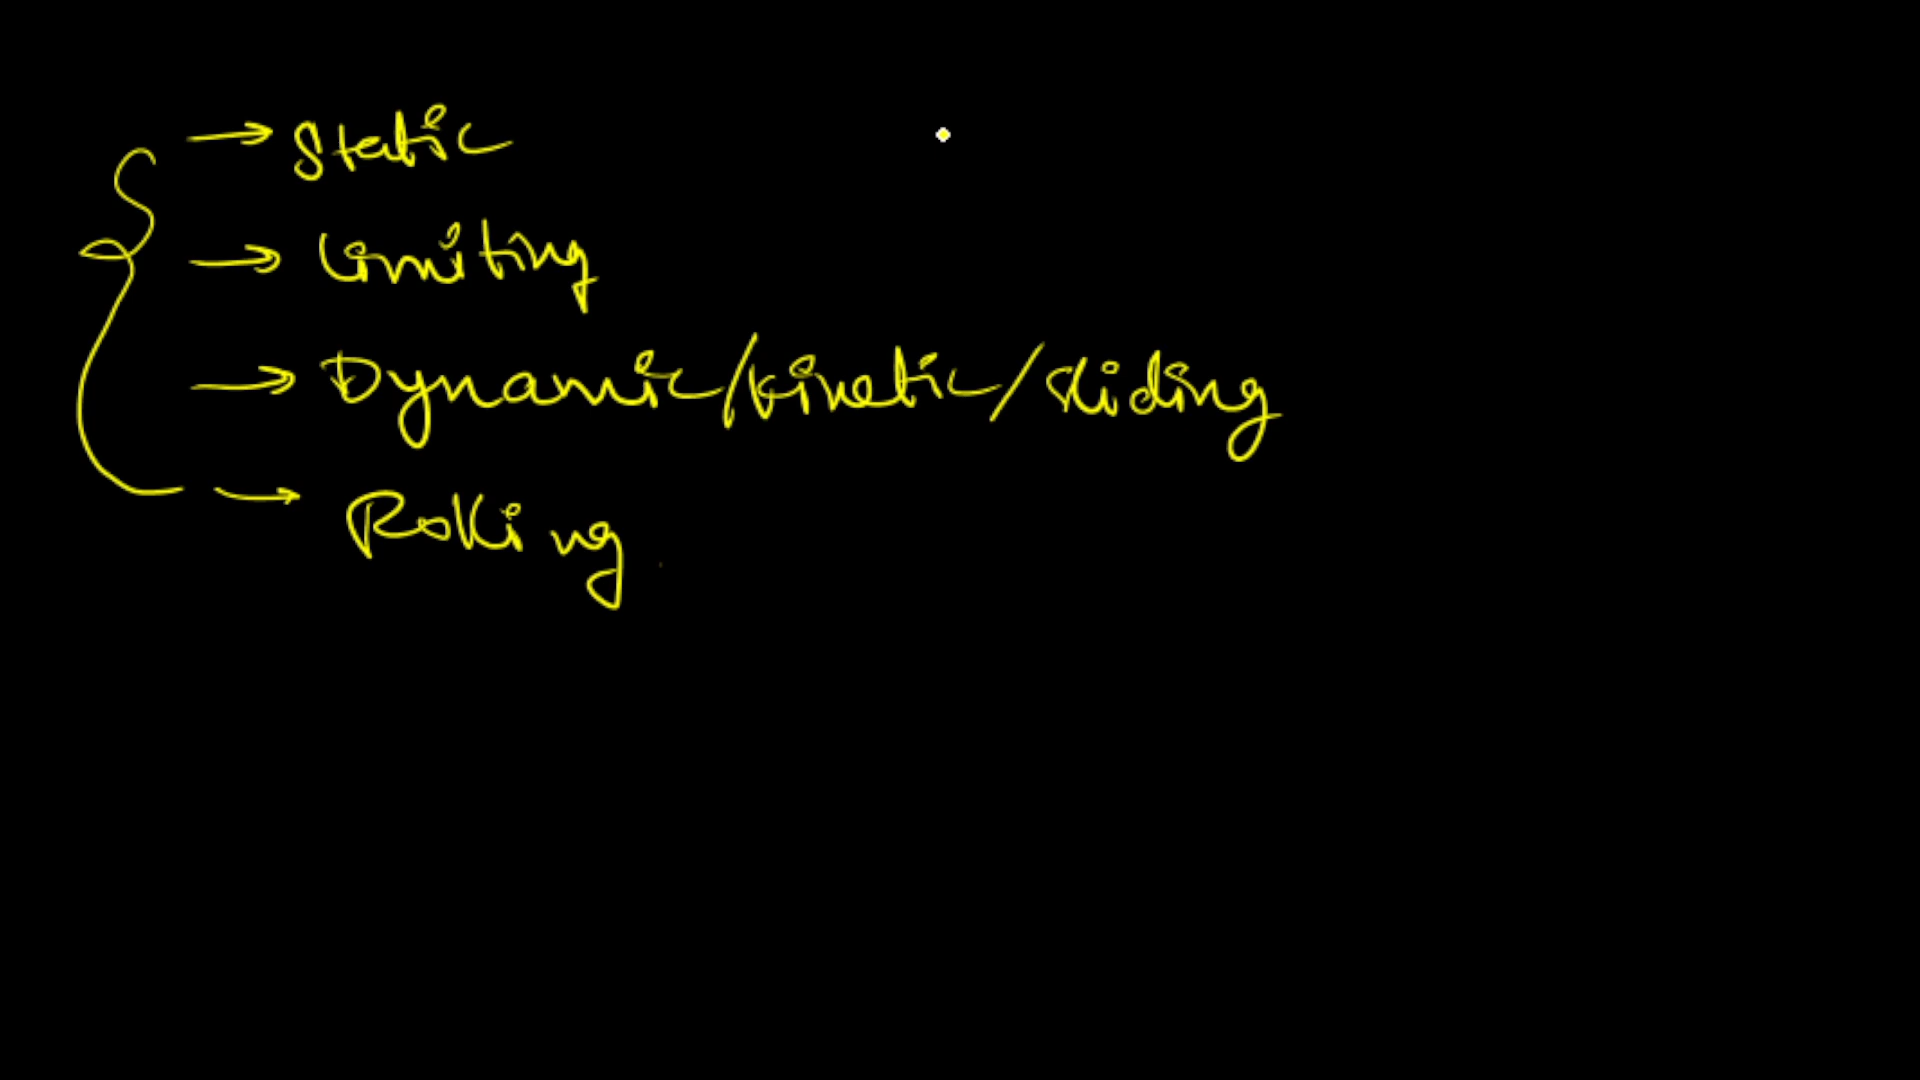 → Static
→ Limiting
→ Dynamic/kinetic/sliding
→ Rolling